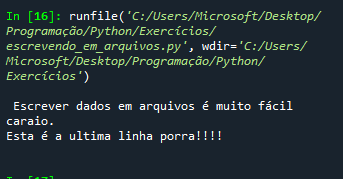 In [16]: runfile('C:/Users/Microsoft/Desktop/
Programação/Python/Exercícios/
escrevendo_em_arquivos.py', wdir='C:/Users/
Microsoft/Desktop/Programação/Python/
Exercícios')
Escrever dados em arquivos é muito fácil
caraio.
Esta é a ultima linha porra!!!!
In [17]: